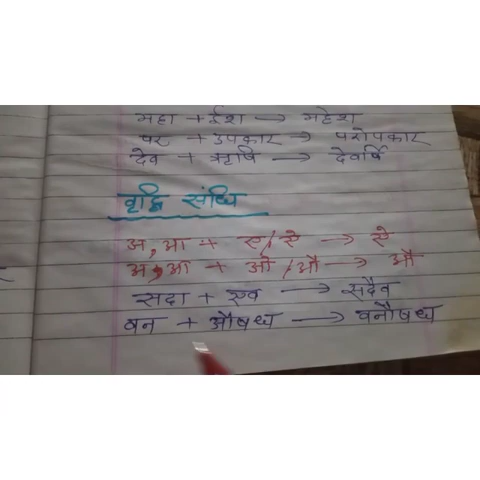 महा + ईश → महेश
पर + उपकार → परोपकार
देव + ऋषि → देवर्षि
वृद्धि संधि
अ, आ + ए/ऐ → ऐ
अ, आ + ओ/औ → औ
सदा + एव → सदैव
वन + औषध → वनौषध